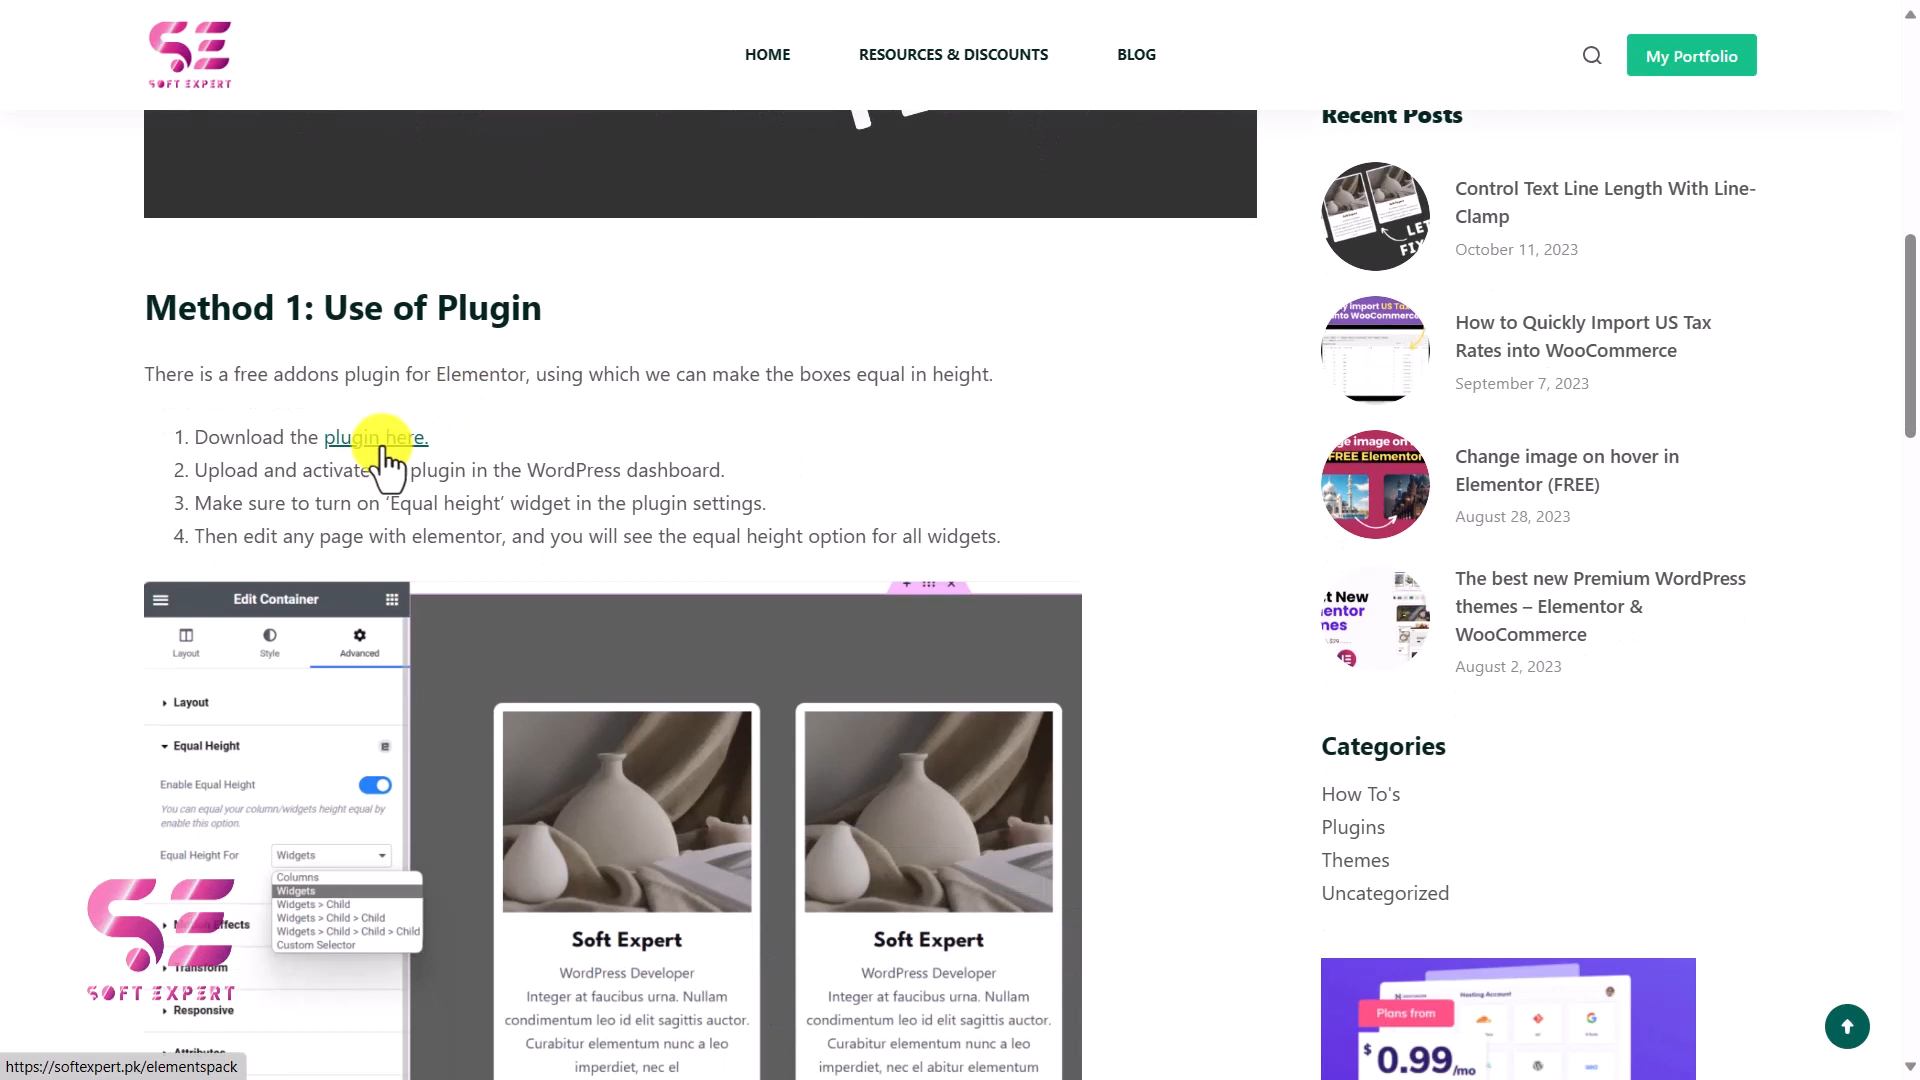 SOFT EXPERT
HOME
RESOURCES & DISCOUNTS
BLOG
My Portfolio
Method 1: Use of Plugin
There is a free addons plugin for Elementor, using which we can make the boxes equal in height.
1. Download the plugin here.
2. Upload and activate plugin in the WordPress dashboard.
3. Make sure to turn on ‘Equal height’ widget in the plugin settings.
4. Then edit any page with elementor, and you will see the equal height option for all widgets.
Edit Container
Layout
Style
Advanced
Layout
Equal Height
Enable Equal Height
You can equal your column/widgets height equal by
enable this option.
Equal Height For
Widgets
Columns
Widgets
Widgets > Child
Widgets > Child > Child
Widgets > Child > Child > Child
Custom Selector
Effects
Transform
Responsive
Attributes
SOFT EXPERT
Soft Expert
WordPress Developer
Integer at faucibus urna. Nullam
condimentum leo id elit sagittis auctor.
Curabitur elementum nunc a leo
imperdiet, nec el
Soft Expert
WordPress Developer
Integer at faucibus urna. Nullam
condimentum leo id elit sagittis auctor.
Curabitur elementum nunc a leo
imperdiet, nec el abitur elementum
Recent Posts
Control Text Line Length With Line-
Clamp
October 11, 2023
How to Quickly Import US Tax
Rates into WooCommerce
September 7, 2023
Change image on hover in
Elementor (FREE)
August 28, 2023
The best new Premium WordPress
themes – Elementor &
WooCommerce
August 2, 2023
Categories
How To's
Plugins
Themes
Uncategorized
Hosting Account
Plans from
$0.99/mo
https://softexpert.pk/elementspack